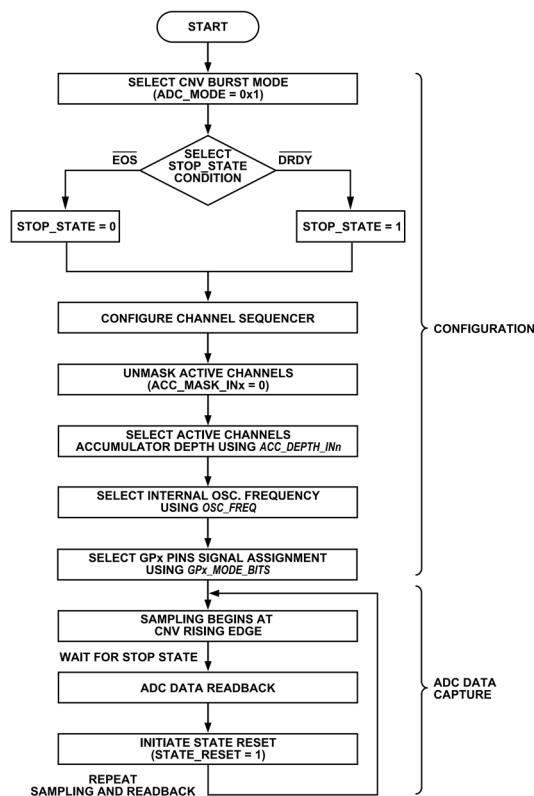 START
SELECT CNV BURST MODE
(ADC_MODE = 0x1)
EOS
SELECT
STOP_STATE
CONDITION
DRDY
STOP_STATE = 0
STOP_STATE = 1
CONFIGURE CHANNEL SEQUENCER
UNMASK ACTIVE CHANNELS
(ACC_MASK_INx = 0)
SELECT ACTIVE CHANNELS
ACCUMULATOR DEPTH USING ACC_DEPTH_INn
SELECT INTERNAL OSC. FREQUENCY
USING OSC_FREQ
SELECT GPx PINS SIGNAL ASSIGNMENT
USING GPx_MODE_BITS
CONFIGURATION
SAMPLING BEGINS AT
CNV RISING EDGE
WAIT FOR STOP STATE
ADC DATA READBACK
INITIATE STATE RESET
(STATE_RESET = 1)
REPEAT
SAMPLING AND READBACK
ADC DATA
CAPTURE